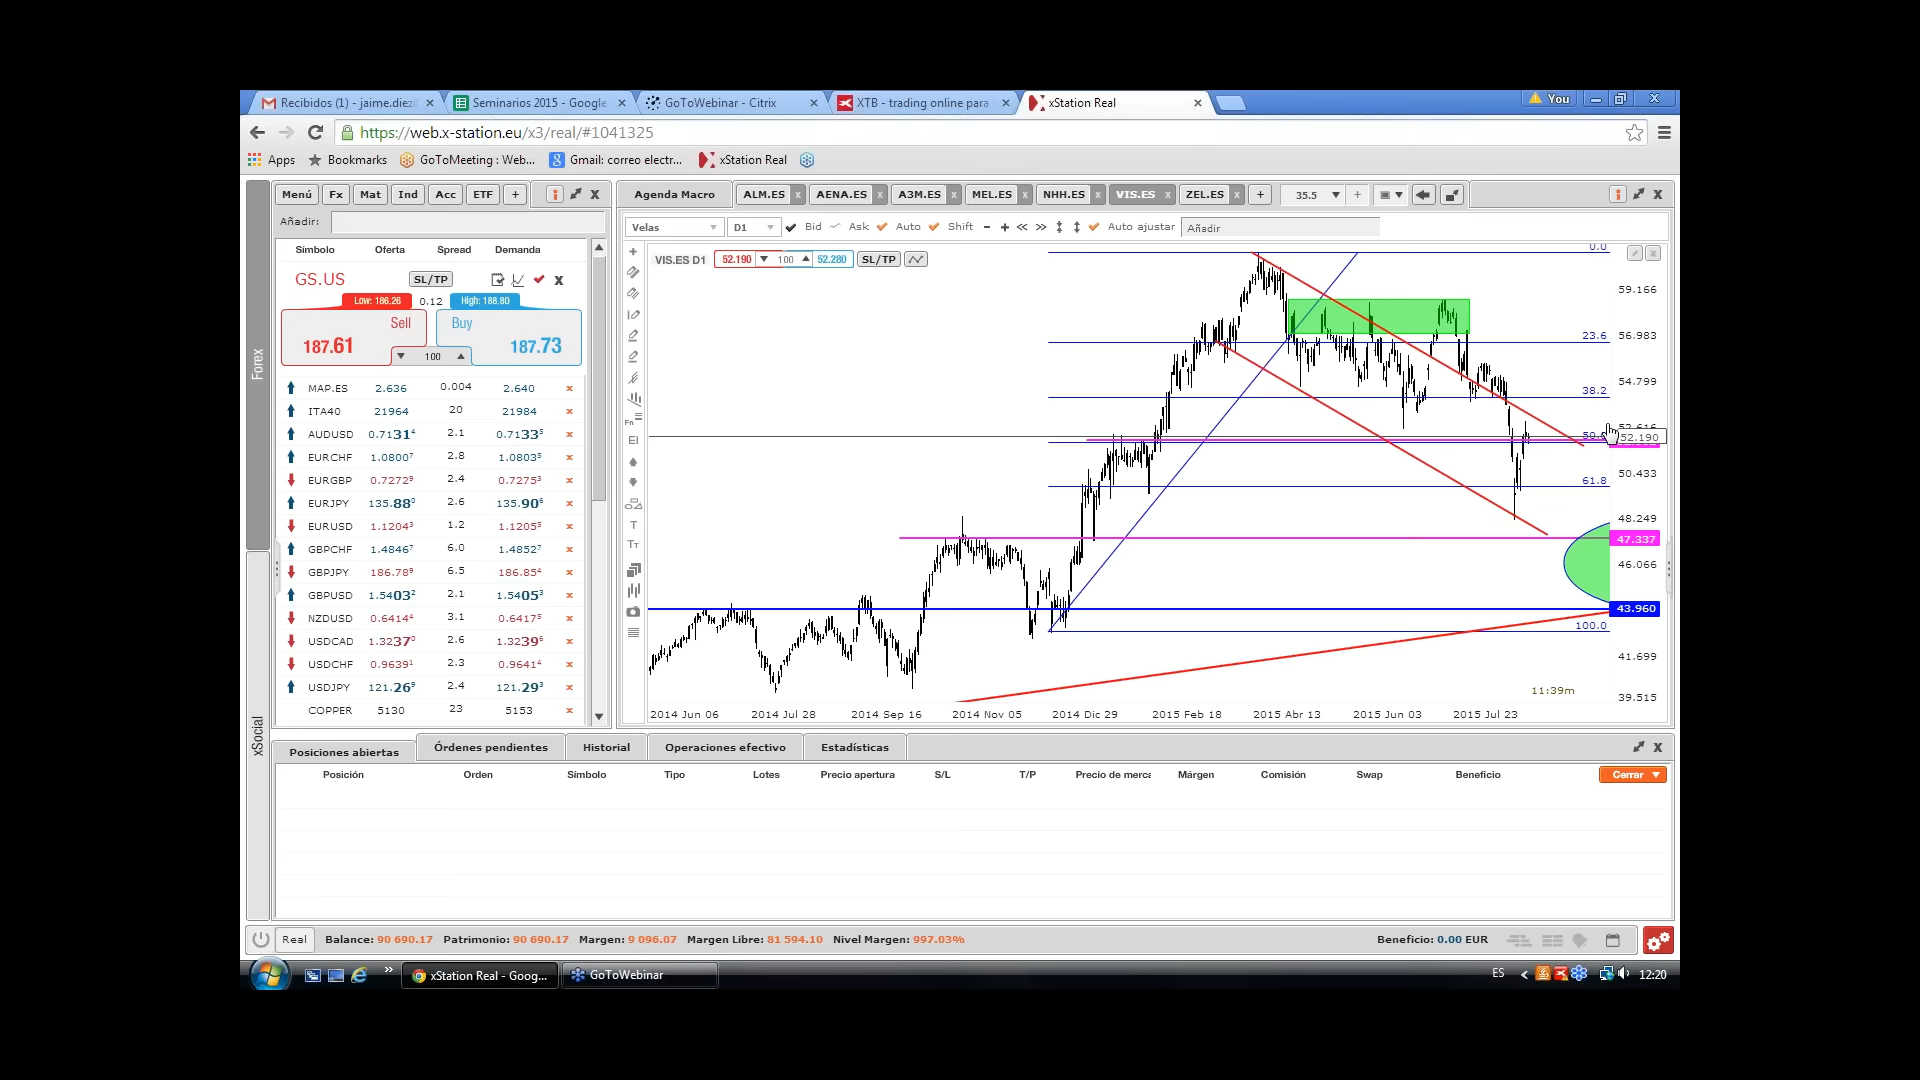 Recibidos (1) - jaime.diez
Seminarios 2015 - Google
GoToWebinar - Citrix
XTB - trading online para
xStation Real
You
https://web.x-station.eu/x3/real/#1041325
Apps
Bookmarks
GoToMeeting : Web...
Gmail: correo electr...
xStation Real
Menú Fx Mat Ind Acc ETF +
Agenda Macro ALM.ES x AENA.ES x A3M.ES x MEL.ES x NHH.ES x VIS.ES x ZEL.ES x + 35.5
Añadir:
Velas D1 Bid Ask Auto Shift Auto ajustar Añadir
Símbolo Oferta Spread Demanda
VIS.ES D1 52.190 100 52.280 SL/TP
GS.US SL/TP
Low: 186.26 0.12 High: 188.80
Sell Buy
187.61 187.73
100
MAP.ES 2.636 0.004 2.640
ITA40 21964 20 21984
AUDUSD 0.7131⁴ 2.1 0.7133⁵
EURCHF 1.0800⁷ 2.8 1.0803⁵
EURGBP 0.7272⁹ 2.4 0.7275³
EURJPY 135.88⁰ 2.6 135.90⁶
EURUSD 1.1204³ 1.2 1.1205⁵
GBPCHF 1.4846⁷ 6.0 1.4852⁷
GBPJPY 186.78⁹ 6.5 186.85⁴
GBPUSD 1.5403² 2.1 1.5405³
NZDUSD 0.6414⁴ 3.1 0.6417⁵
USDCAD 1.3237⁰ 2.6 1.3239⁶
USDCHF 0.9639¹ 2.3 0.9641⁴
USDJPY 121.26⁹ 2.4 121.29³
COPPER 5130 23 5153
Forex
xSocial
Fn
EI
T
TT
0.0
23.6
38.2
61.8
100.0
59.166
56.983
54.799
52.190
50.433
48.249
47.337
46.066
43.960
41.699
39.515
11:39m
2014 Jun 06 2014 Jul 28 2014 Sep 16 2014 Nov 05 2014 Dic 29 2015 Feb 18 2015 Abr 13 2015 Jun 03 2015 Jul 23
Posiciones abiertas Órdenes pendientes Historial Operaciones efectivo Estadísticas
Posición Orden Símbolo Tipo Lotes Precio apertura S/L T/P Precio de merca Márgen Comisión Swap Beneficio Cerrar
Real Balance: 90 690.17 Patrimonio: 90 690.17 Margen: 9 096.07 Margen Libre: 81 594.10 Nivel Margen: 997.03% Beneficio: 0.00 EUR
xStation Real - Goog...
GoToWebinar
ES
12:20